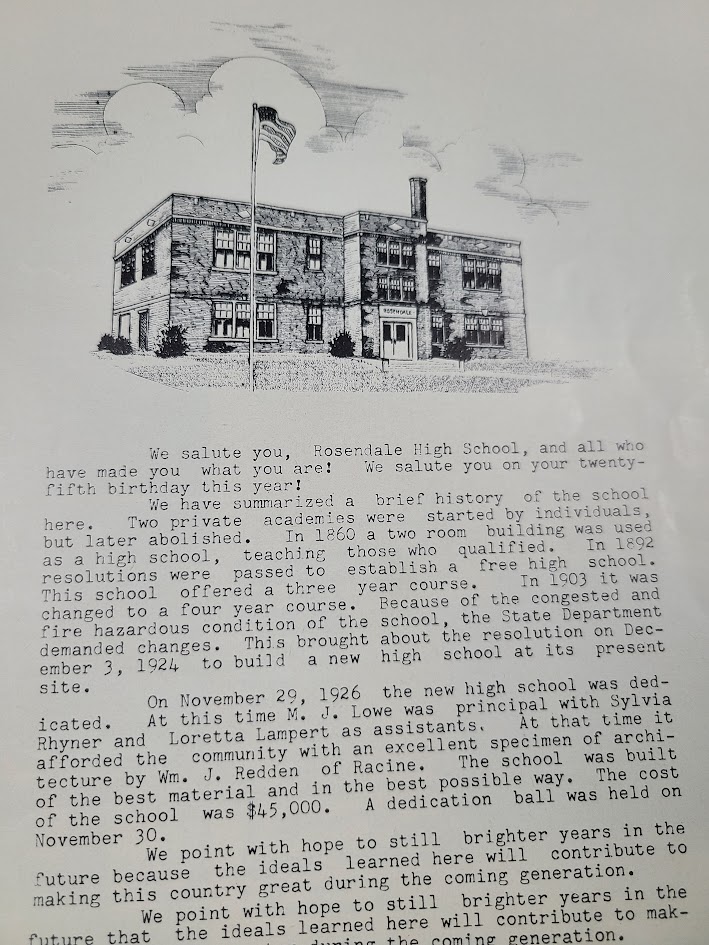 ROSENDALE
We salute you, Rosendale High School, and all who
have made you what you are! We salute you on your twenty-
fifth birthday this year!
We have summarized a brief history of the school
here. Two private academies were started by individuals,
but later abolished. In 1860 a two room building was used
as a high school, teaching those who qualified. In 1892
resolutions were passed to establish a free high school.
This school offered a three year course. In 1903 it was
changed to a four year course. Because of the congested and
fire hazardous condition of the school, the State Department
demanded changes. This brought about the resolution on Dec-
ember 3, 1924 to build a new high school at its present
site.
On November 29, 1926 the new high school was ded-
icated. At this time M. J. Lowe was principal with Sylvia
Rhyner and Loretta Lampert as assistants. At that time it
afforded the community with an excellent specimen of archi-
tecture by Wm. J. Redden of Racine. The school was built
of the best material and in the best possible way. The cost
of the school was $45,000. A dedication ball was held on
November 30.
We point with hope to still brighter years in the
future because the ideals learned here will contribute to
making this country great during the coming generation.
We point with hope to still brighter years in the
future that the ideals learned here will contribute to mak-
during the coming generation.